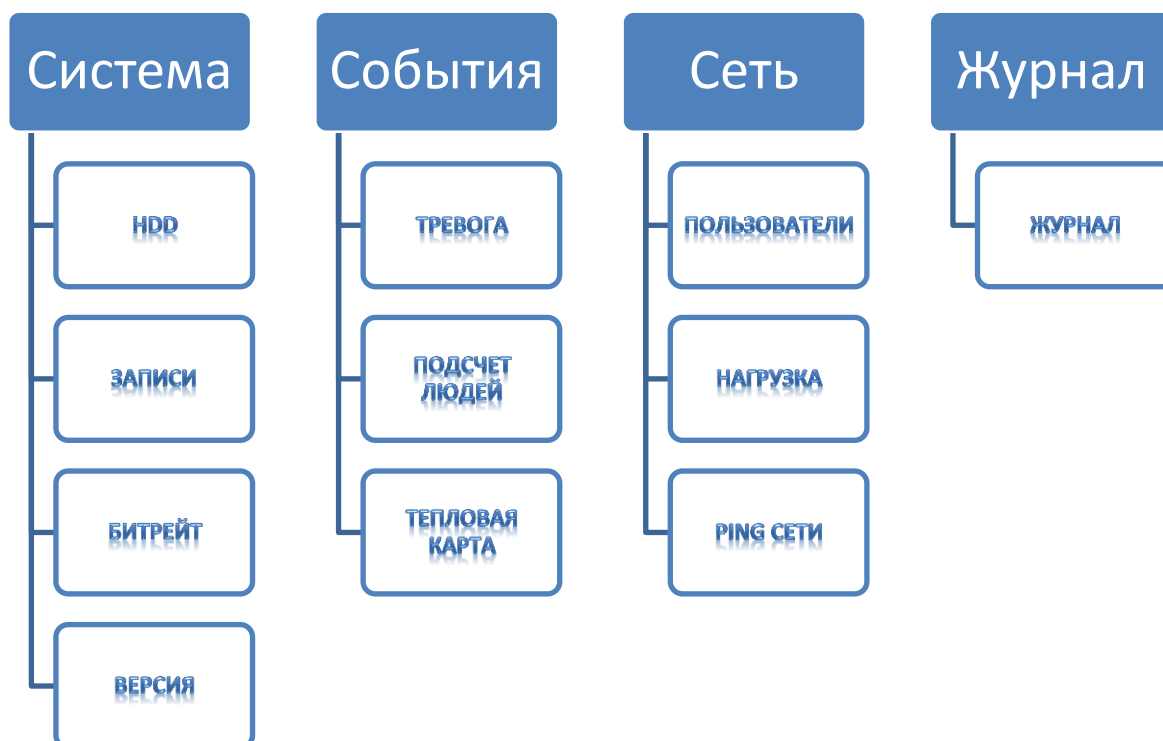 Система
HDD
ЗАПИСИ
БИТРЕЙТ
ВЕРСИЯ
События
ТРЕВОГА
ПОДСЧЕТ
ЛЮДЕЙ
ТЕПЛОВАЯ
КАРТА
Сеть
ПОЛЬЗОВАТЕЛИ
НАГРУЗКА
PING СЕТИ
Журнал
ЖУРНАЛ